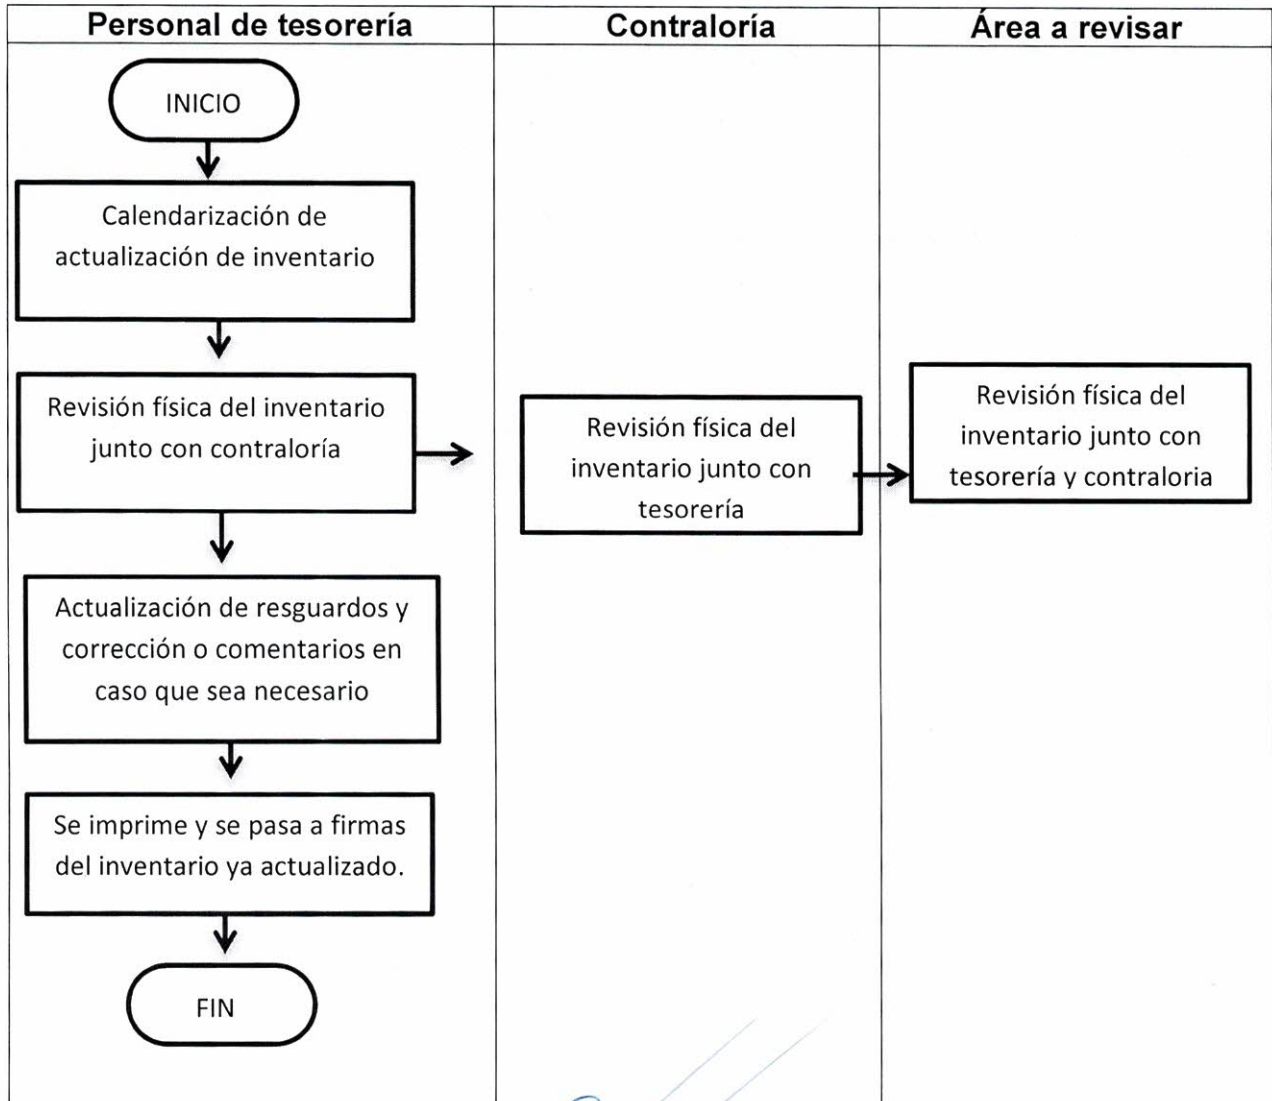 Personal de tesorería
Contraloría
Área a revisar
INICIO
Calendarización de
actualización de inventario
Revisión física del inventario
junto con contraloría
Revisión física del
inventario junto con
tesorería
Revisión física del
inventario junto con
tesorería y contraloria
Actualización de resguardos y
corrección o comentarios en
caso que sea necesario
Se imprime y se pasa a firmas
del inventario ya actualizado.
FIN